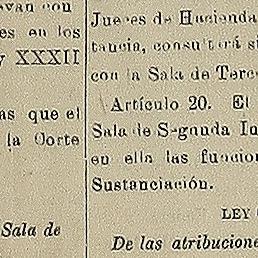 evan con
es en los
y XXXII
as que el
la Corte
Sala de
Jueces de Hacienda
tancia, consultará si
con la Sala de Terc
Artículo 20. El
Sala de Segunda In
en ella las funcion
Sustanciación.
LEY
De las atribucione